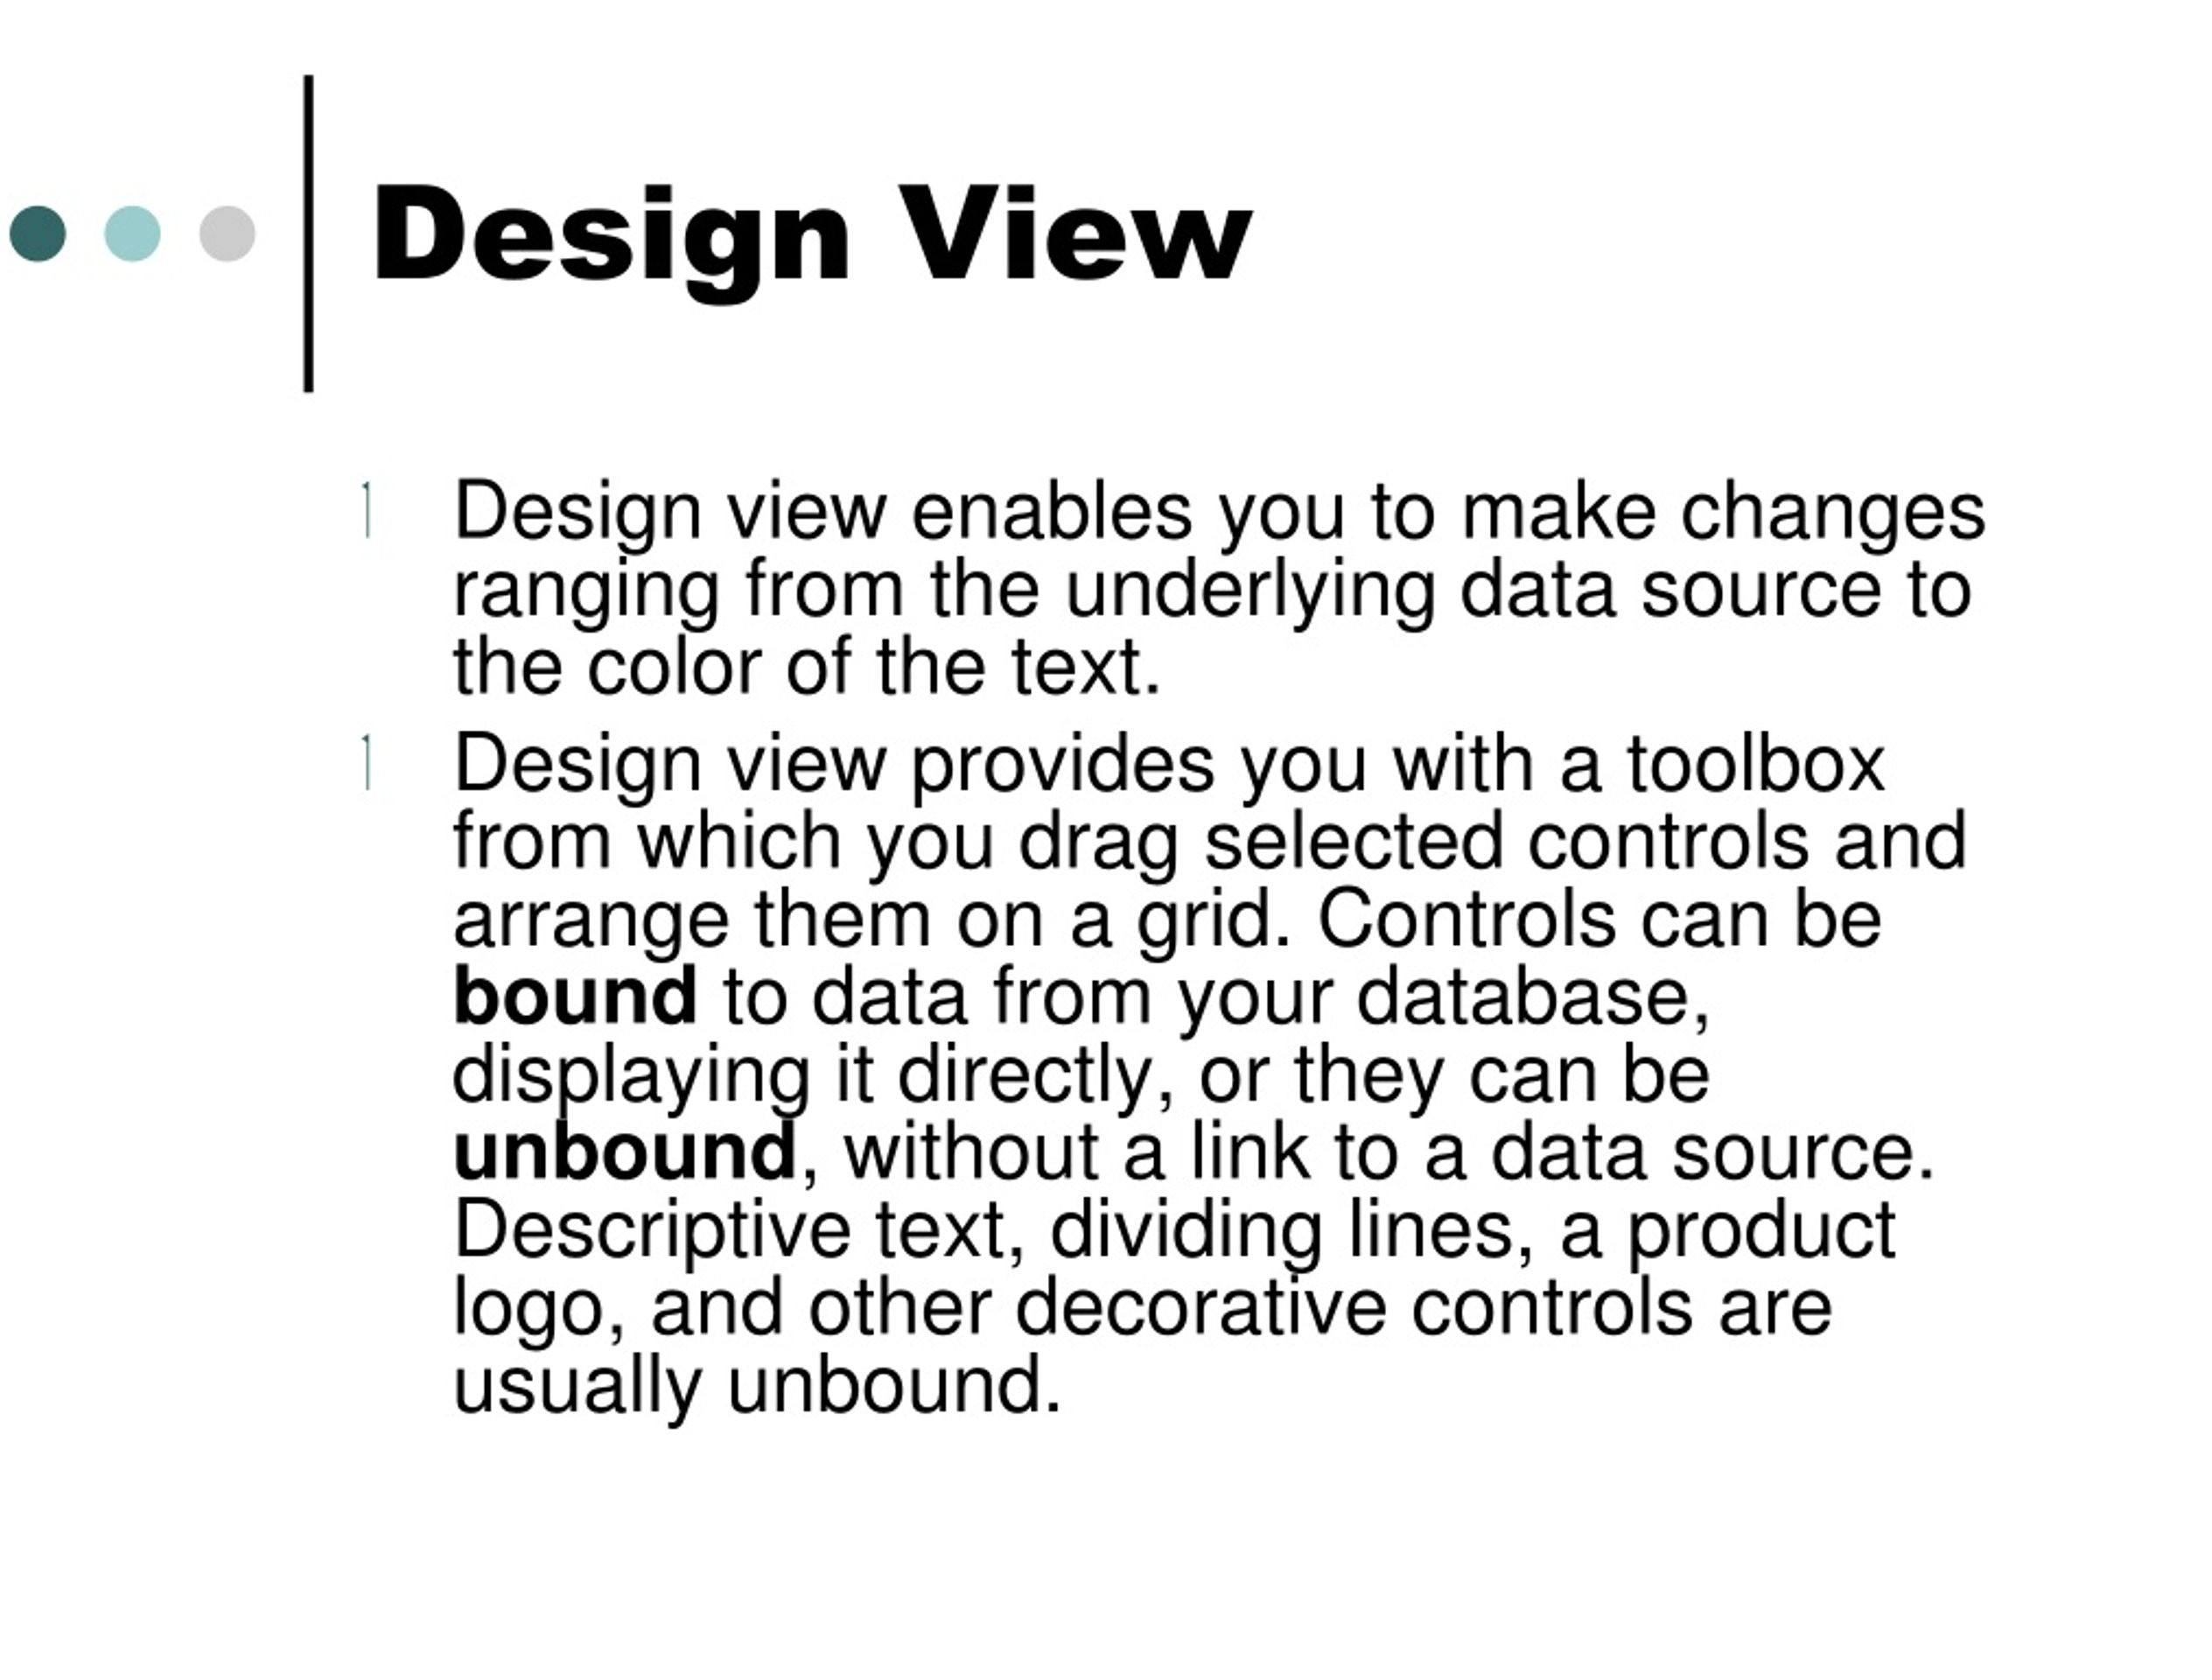 Design View
1 Design view enables you to make changes
ranging from the underlying data source to
the color of the text.
1 Design view provides you with a toolbox
from which you drag selected controls and
arrange them on a grid. Controls can be
bound to data from your database,
displaying it directly, or they can be
unbound, without a link to a data source.
Descriptive text, dividing lines, a product
logo, and other decorative controls are
usually unbound.